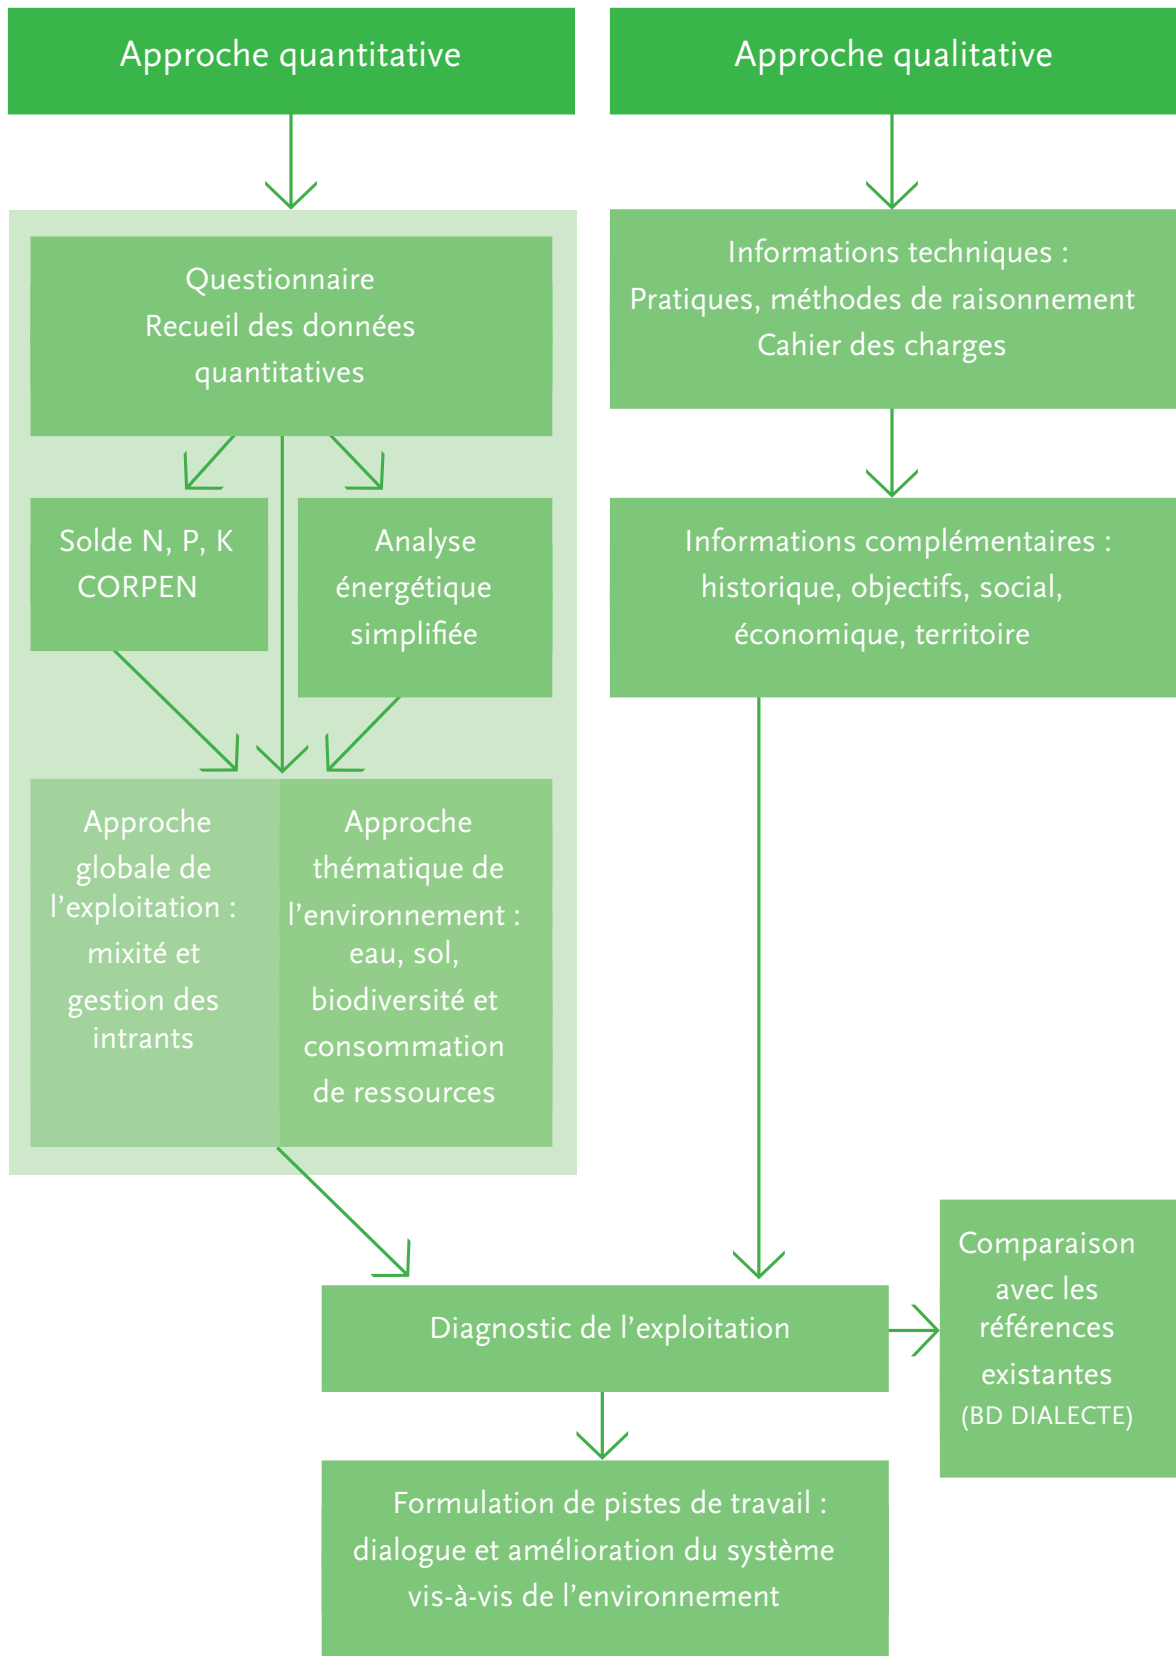 Approche quantitative
Approche qualitative
Questionnaire
Recueil des données
quantitatives
Informations techniques :
Pratiques, méthodes de raisonnement
Cahier des charges
Solde N, P, K
CORPEN
Analyse
énergétique
simplifiée
Informations complémentaires :
historique, objectifs, social,
économique, territoire
Approche
globale de
l’exploitation :
mixité et
gestion des
intrants
Approche
thématique de
l’environnement :
eau, sol,
biodiversité et
consommation
de ressources
Diagnostic de l’exploitation
Comparaison
avec les
références
existantes
(BD DIALECTE)
Formulation de pistes de travail :
dialogue et amélioration du système
vis-à-vis de l’environnement